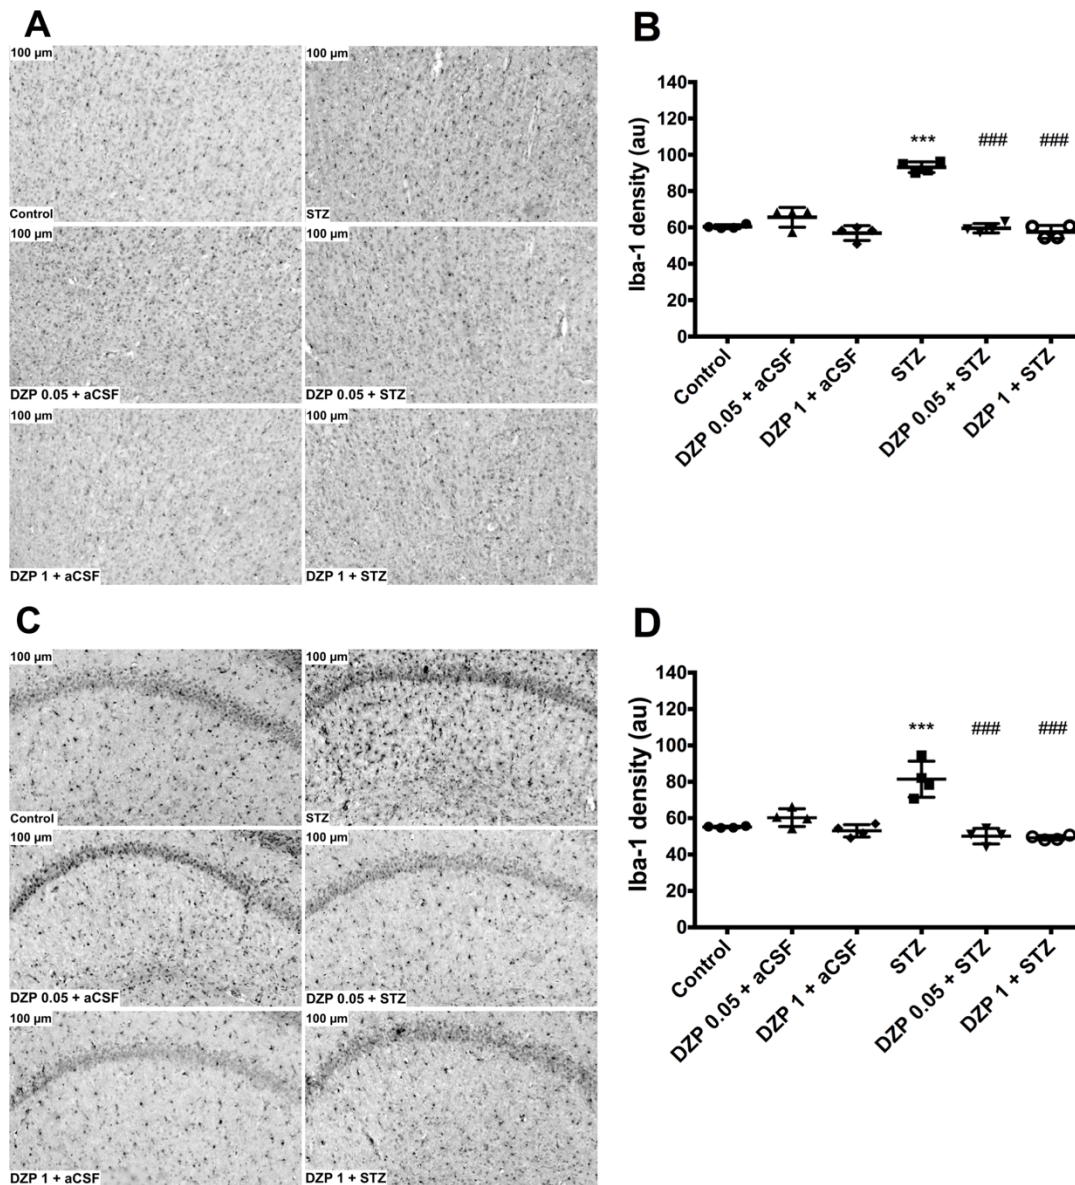 A
100 µm
100 µm
Control
STZ
100 µm
100 µm
DZP 0.05 + aCSF
DZP 0.05 + STZ
100 µm
100 µm
DZP 1 + aCSF
DZP 1 + STZ
B
Iba-1 density (au)
140
120
100
80
60
40
20
0
***
###
###
Control
DZP 0.05 + aCSF
DZP 1 + aCSF
STZ
DZP 0.05 + STZ
DZP 1 + STZ
C
100 µm
100 µm
Control
STZ
100 µm
100 µm
DZP 0.05 + aCSF
DZP 0.05 + STZ
100 µm
100 µm
DZP 1 + aCSF
DZP 1 + STZ
D
Iba-1 density (au)
140
120
100
80
60
40
20
0
***
###
###
Control
DZP 0.05 + aCSF
DZP 1 + aCSF
STZ
DZP 0.05 + STZ
DZP 1 + STZ